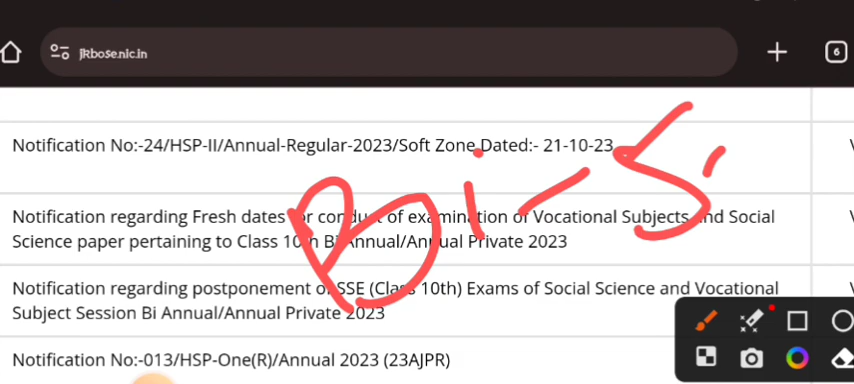 jkbose.nic.in
6
Notification No:-24/HSP-II/Annual-Regular-2023/Soft Zone Dated:- 21-10-23
Notification regarding Fresh dates for conduct of examination of Vocational Subjects and Social
Science paper pertaining to Class 10th Bi Annual/Annual Private 2023
Notification regarding postponement of SSE (Class 10th) Exams of Social Science and Vocational
Subject Session Bi Annual/Annual Private 2023
Notification No:-013/HSP-One(R)/Annual 2023 (23AJPR)
Bi-S